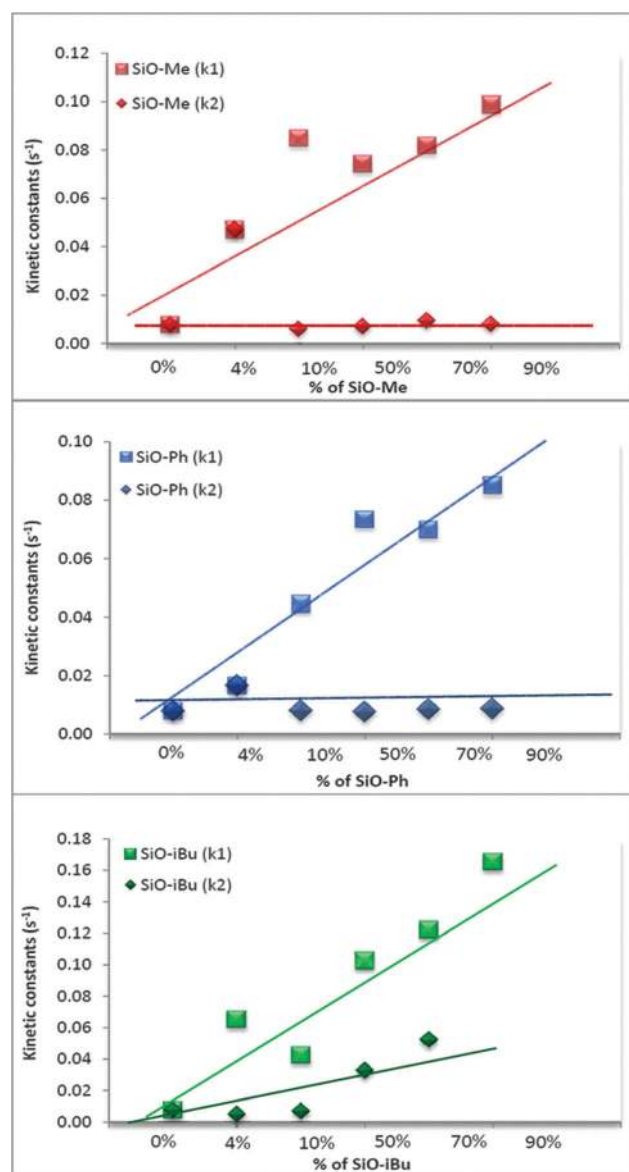 0.12
SiO-Me (k1)
0.10
SiO-Me (k2)
0.08
0.06
0.04
0.02
0.00
Kinetic constants (s⁻¹)
0% 4% 10% 50% 70% 90%
% of SiO-Me
0.10
SiO-Ph (k1)
0.08
SiO-Ph (k2)
0.06
0.04
0.02
0.00
Kinetic constants (s⁻¹)
0% 4% 10% 50% 70% 90%
% of SiO-Ph
0.18
SiO-iBu (k1)
0.16
SiO-iBu (k2)
0.14
0.12
0.10
0.08
0.06
0.04
0.02
0.00
Kinetic constants (s⁻¹)
0% 4% 10% 50% 70% 90%
% of SiO-iBu